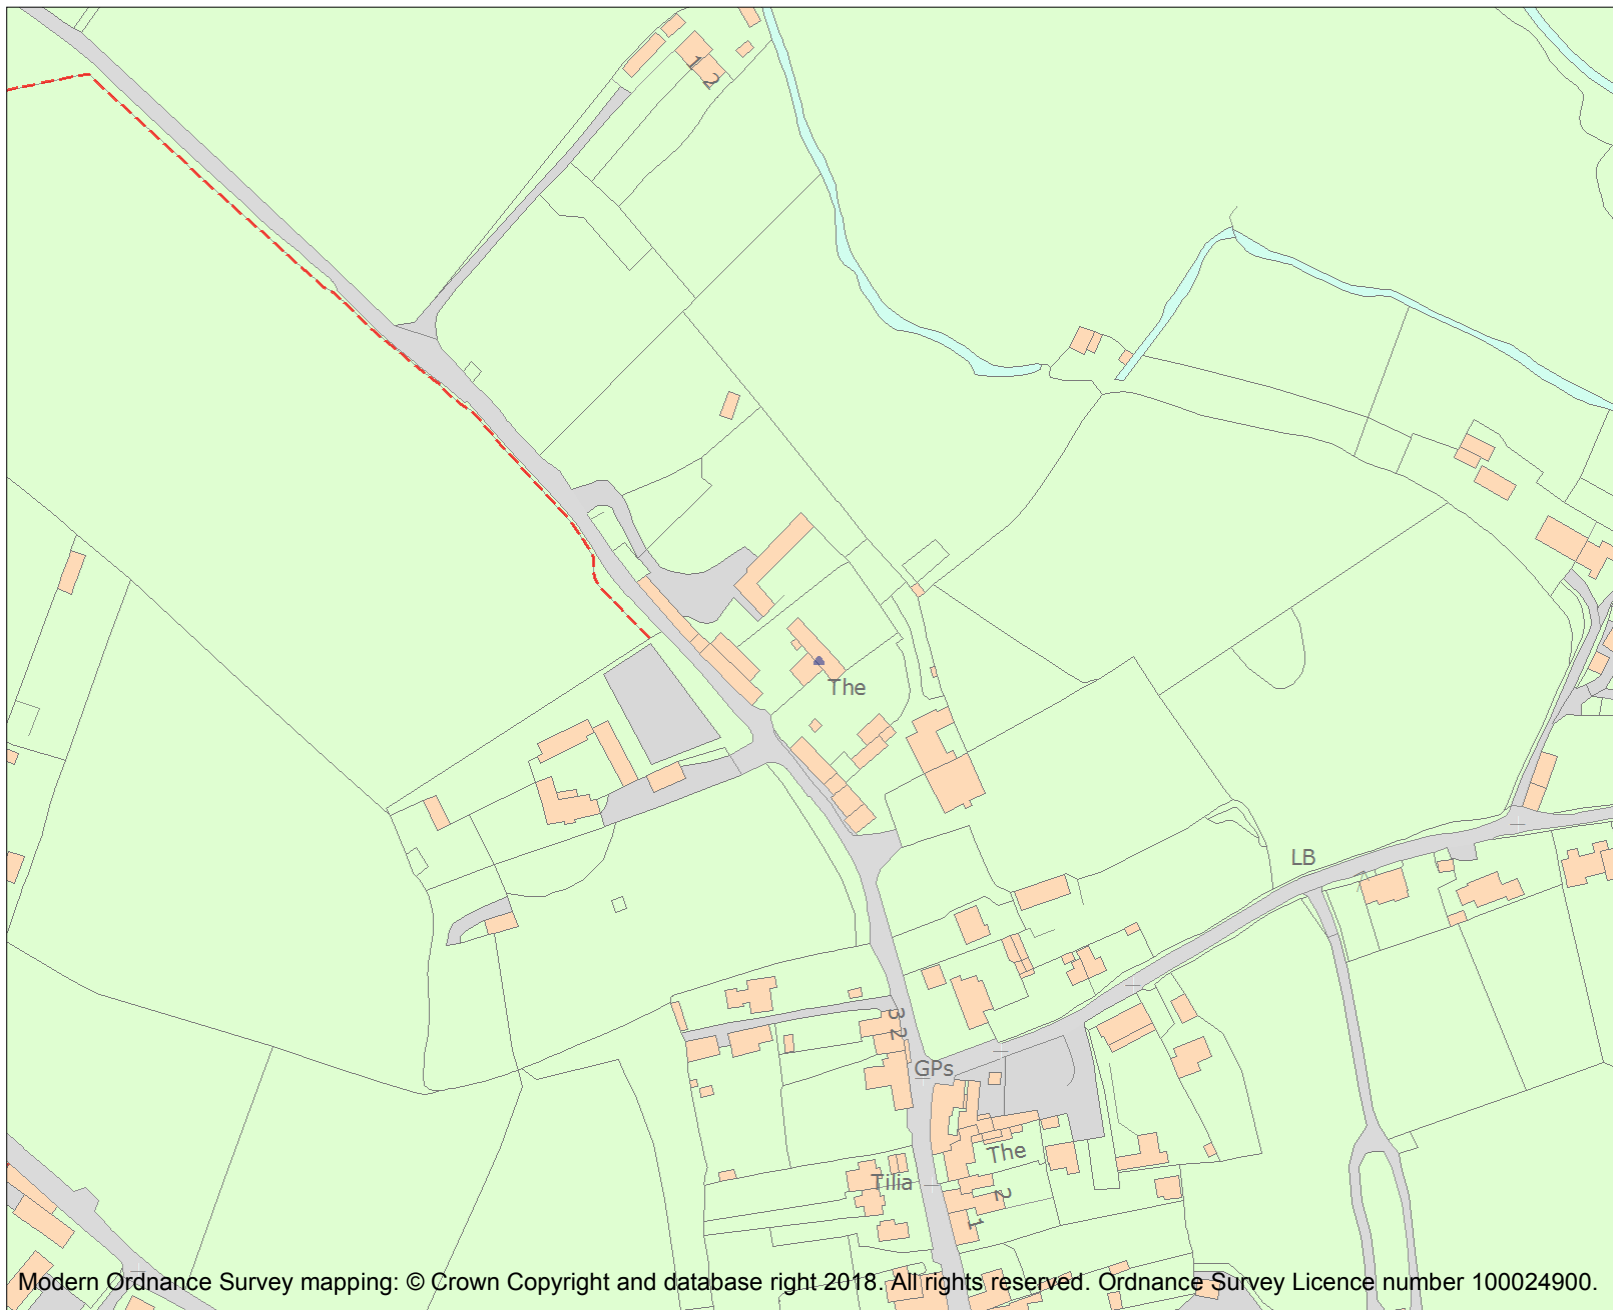 1 2
The
LB
3 2
GPs
The
Tilia
2
1
Modern Ordnance Survey mapping: © Crown Copyright and database right 2018. All rights reserved. Ordnance Survey Licence number 100024900.